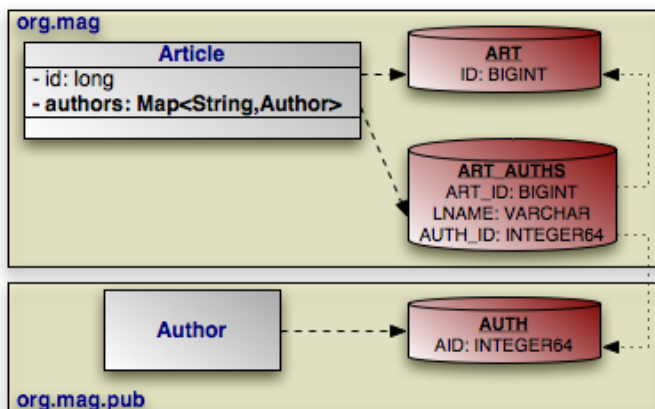 org.mag
Article
- id: long
- authors: Map<String,Author>
ART
ID: BIGINT
ART_AUTHS
ART_ID: BIGINT
LNAME: VARCHAR
AUTH_ID: INTEGER64
Author
AUTH
AID: INTEGER64
org.mag.pub